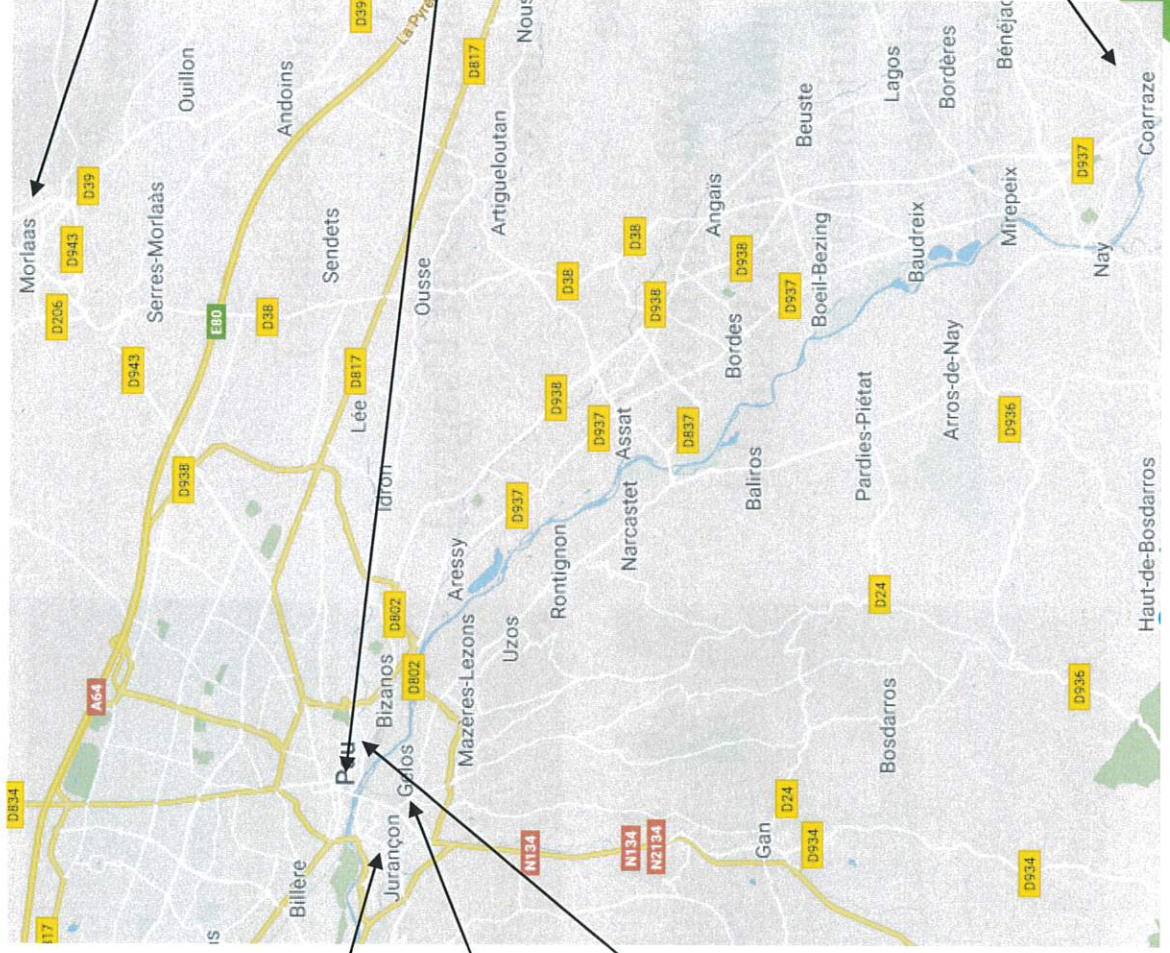 D834
Morlaas
17
D206
D943
D39
A64
D943
Serres-Morlaàs
D938
Ouillon
is
E80
D38
Andoins
Billère
Sendets
Pau
Lée
D817
D39
Idron
Bizanos
D802
Jurançon
Gelos
D802
Ousse
La Pyré
Aressy
Mazères-Lezons
D817
Artigueloutan
Uzos
D937
Nous
N134
Rontignon
D938
D38
D937
Assat
Narcastet
D38
N134
N2134
D938
D837
Angaïs
Bordes
D938
Baliros
Gan
D24
D937
Beuste
D934
Boeil-Bezing
Pardies-Piétat
D24
Bosdarros
Lagos
Baudreix
Arros-de-Nay
Bordères
Mirepeix
Bénéjac
D936
D934
D936
D937
Nay
Haut-de-Bosdarros
Coarraze